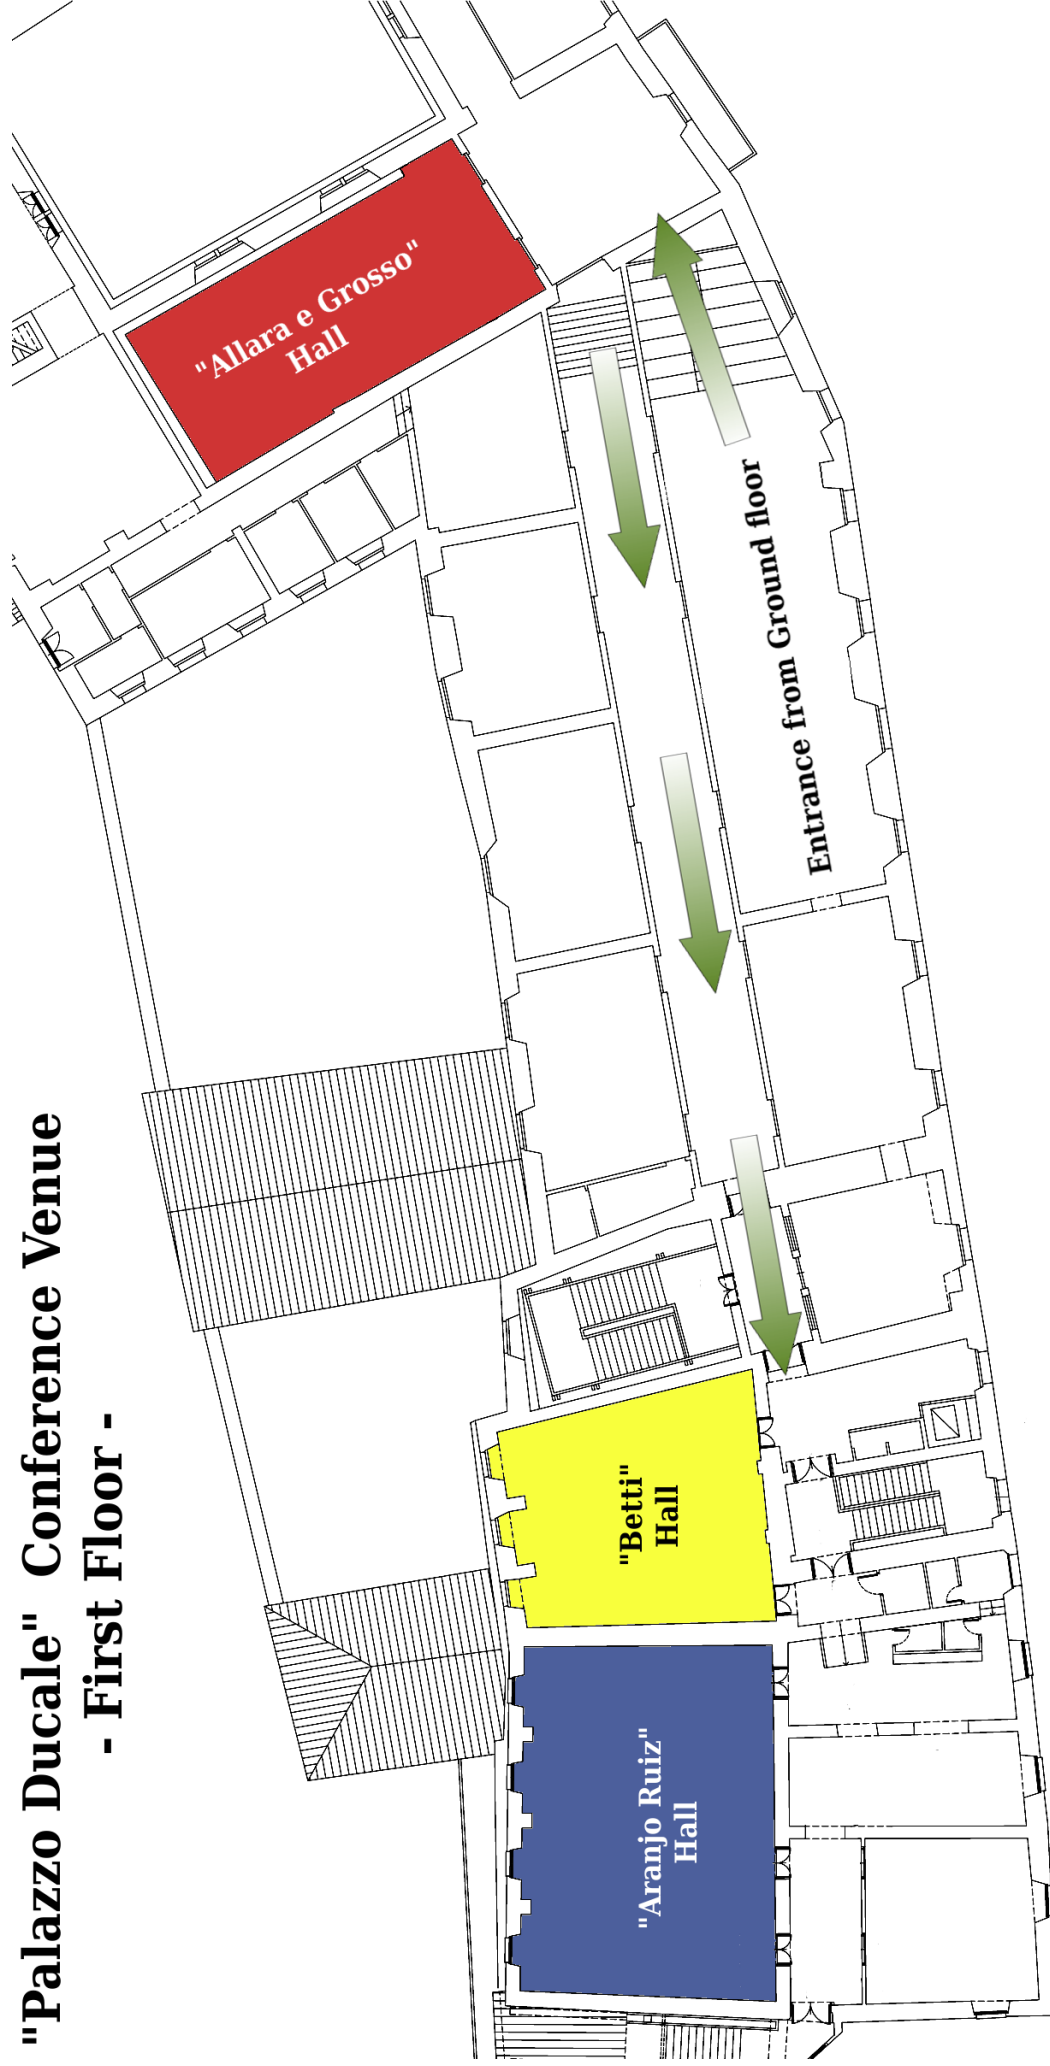 "Palazzo Ducale" Conference Venue
- First Floor -
"Allara e Grosso"
Hall
Entrance from Ground floor
"Betti"
Hall
"Aranjo Ruiz"
Hall